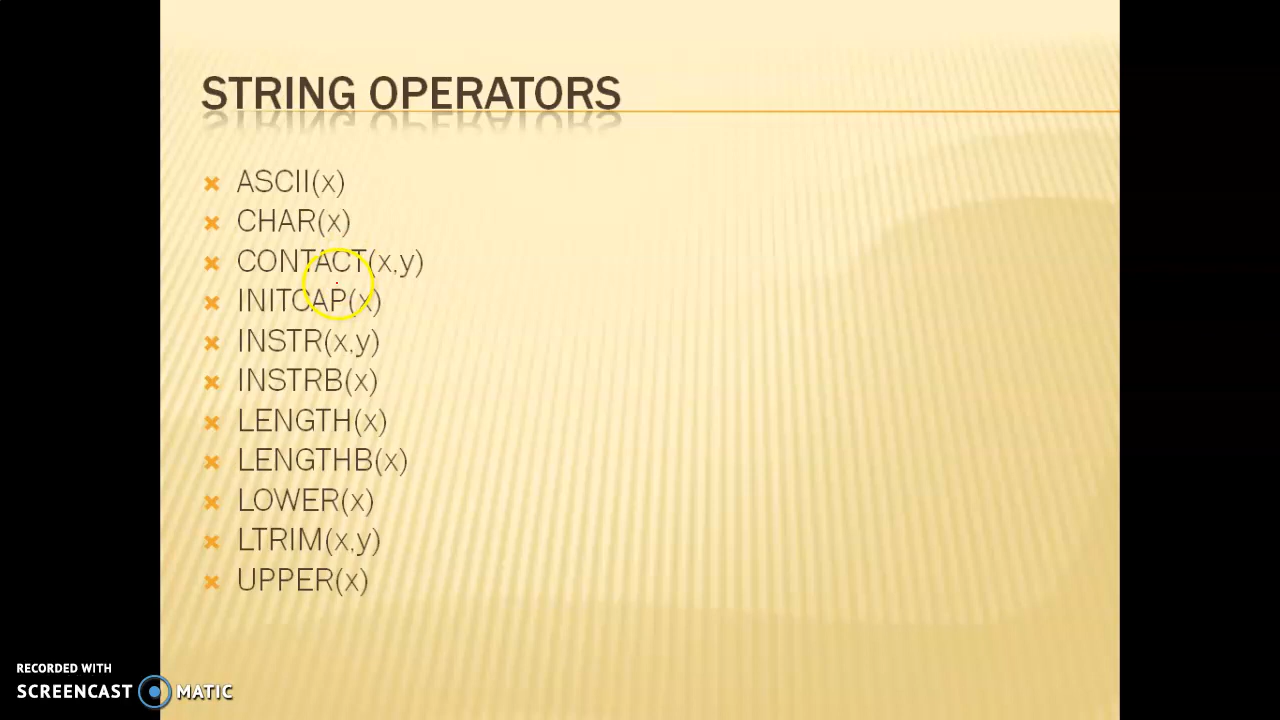 STRING OPERATORS
ASCII(x)
CHAR(x)
CONTACT(x,y)
INITCAP(x)
INSTR(x,y)
INSTRB(x)
LENGTH(x)
LENGTHB(x)
LOWER(x)
LTRIM(x,y)
UPPER(x)
RECORDED WITH
SCREENCAST MATIC